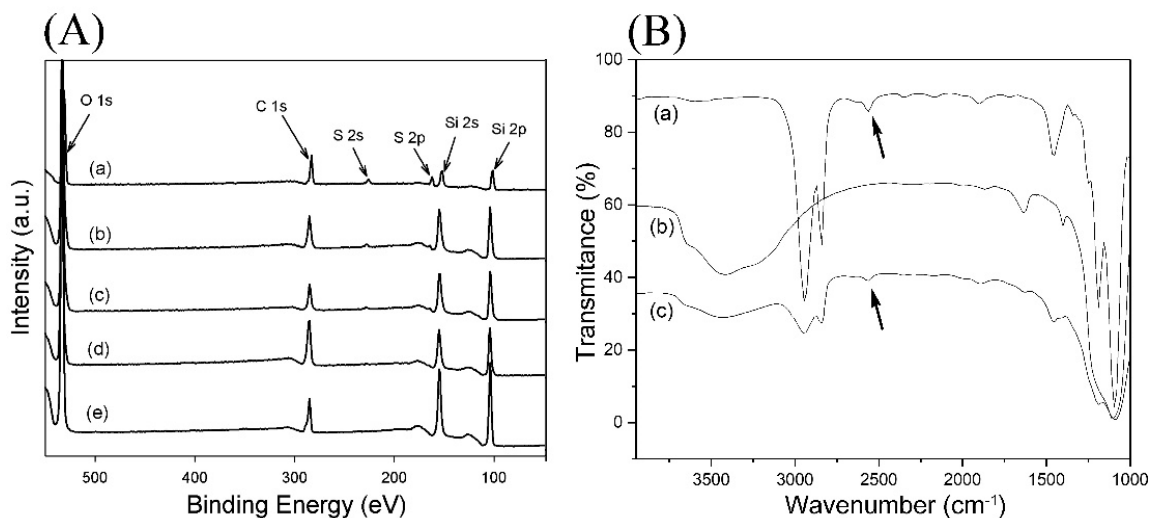 (A)
O 1s
C 1s
S 2s
S 2p
Si 2s
Si 2p
(a)
(b)
(c)
(d)
(e)
Intensity (a.u.)
500
400
300
200
100
Binding Energy (eV)
(B)
100
80
60
40
20
0
(a)
(b)
(c)
Transmitance (%)
3500
3000
2500
2000
1500
1000
Wavenumber (cm⁻¹)